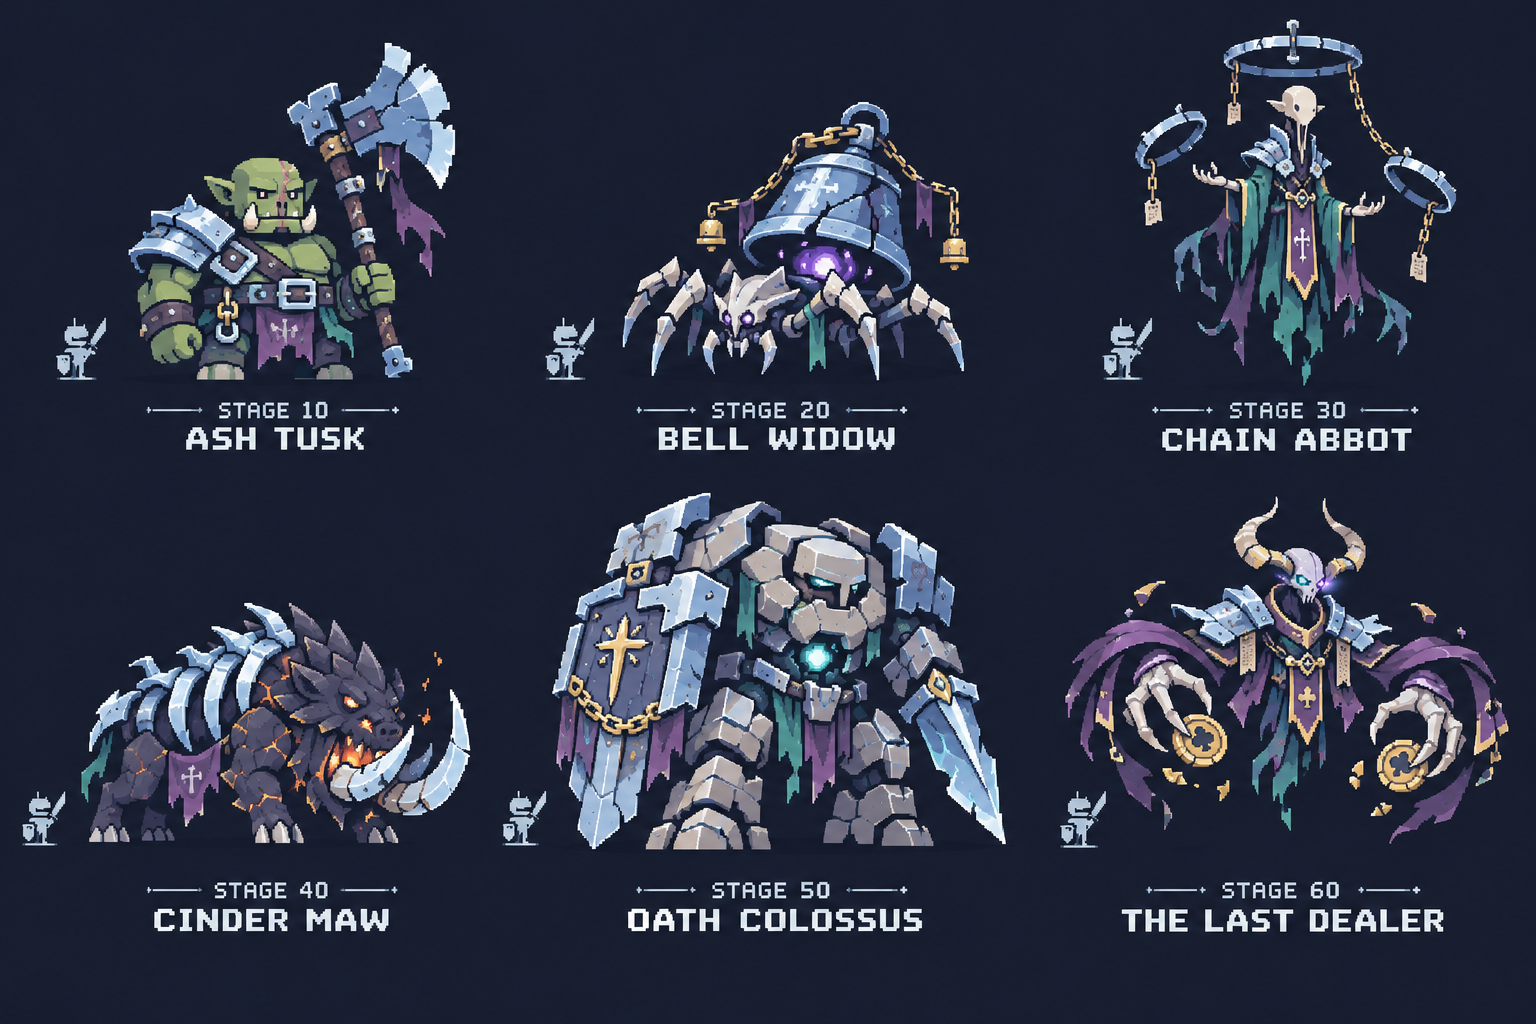 STAGE 10
ASH TUSK
STAGE 20
BELL WIDOW
STAGE 30
CHAIN ABBOT
STAGE 40
CINDER MAW
STAGE 50
OATH COLOSSUS
STAGE 60
THE LAST DEALER